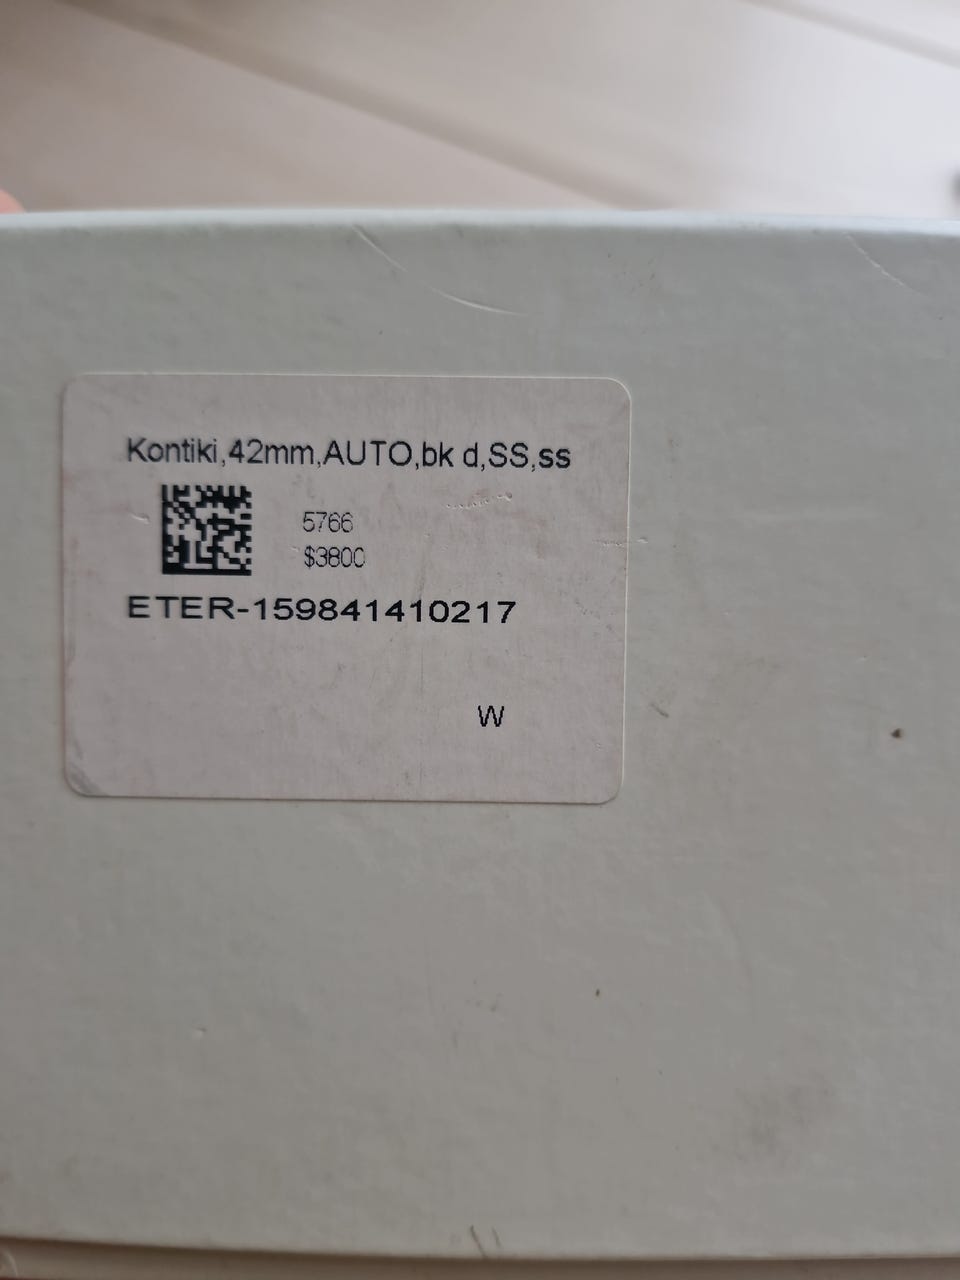 Kontiki,42mm,AUTO,bk d,SS,ss
5766
$3800
ETER-159841410217
W